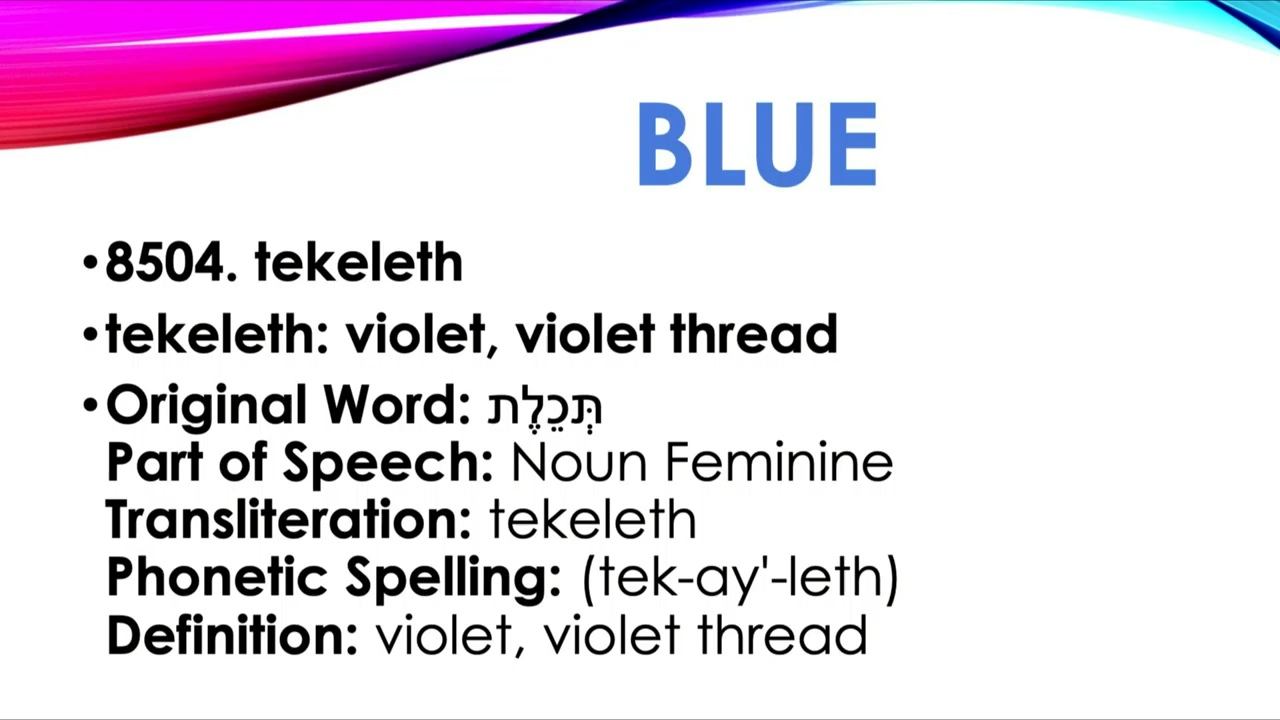 BLUE
•8504. tekeleth
•tekeleth: violet, violet thread
•Original Word: תְּכֵלֶת
Part of Speech: Noun Feminine
Transliteration: tekeleth
Phonetic Spelling: (tek-ay'-leth)
Definition: violet, violet thread